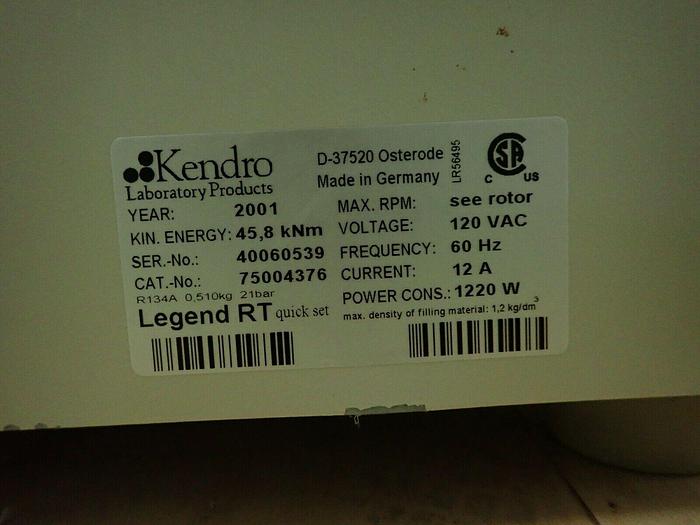 Kendro
Laboratory Products
D-37520 Osterode
Made in Germany
LR56495
SA
C US
YEAR: 2001
KIN. ENERGY: 45,8 kNm
SER.-No.: 40060539
CAT.-No.: 75004376
R134A 0,510kg 21bar
Legend RT quick set
MAX. RPM: see rotor
VOLTAGE: 120 VAC
FREQUENCY: 60 Hz
CURRENT: 12 A
POWER CONS.: 1220 W
max. density of filling material: 1,2 kg/dm³